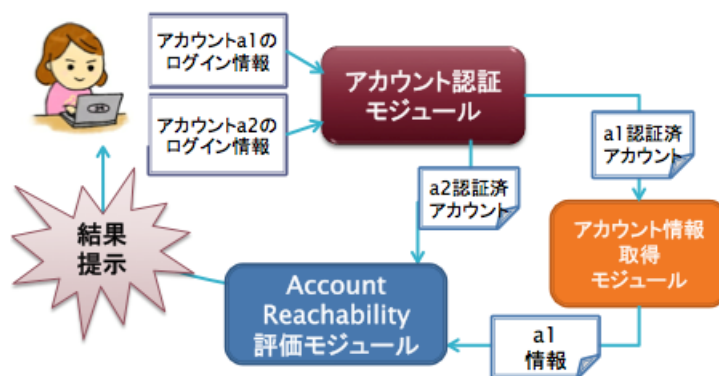 アカウントa1の
ログイン情報
アカウントa2の
ログイン情報
アカウント認証
モジュール
a1認証済
アカウント
a2認証済
アカウント
アカウント情報
取得
モジュール
a1
情報
Account
Reachability
評価モジュール
結果
提示